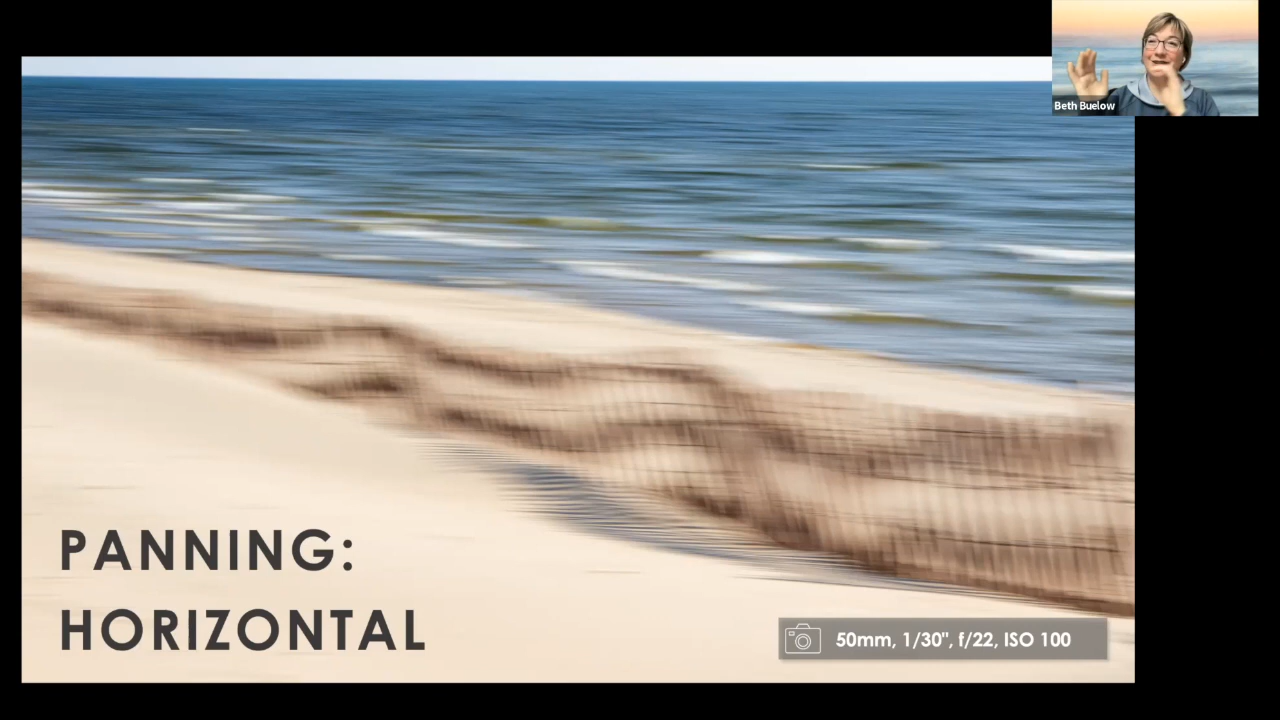 Beth Buelow
PANNING:
HORIZONTAL
50mm, 1/30", f/22, ISO 100